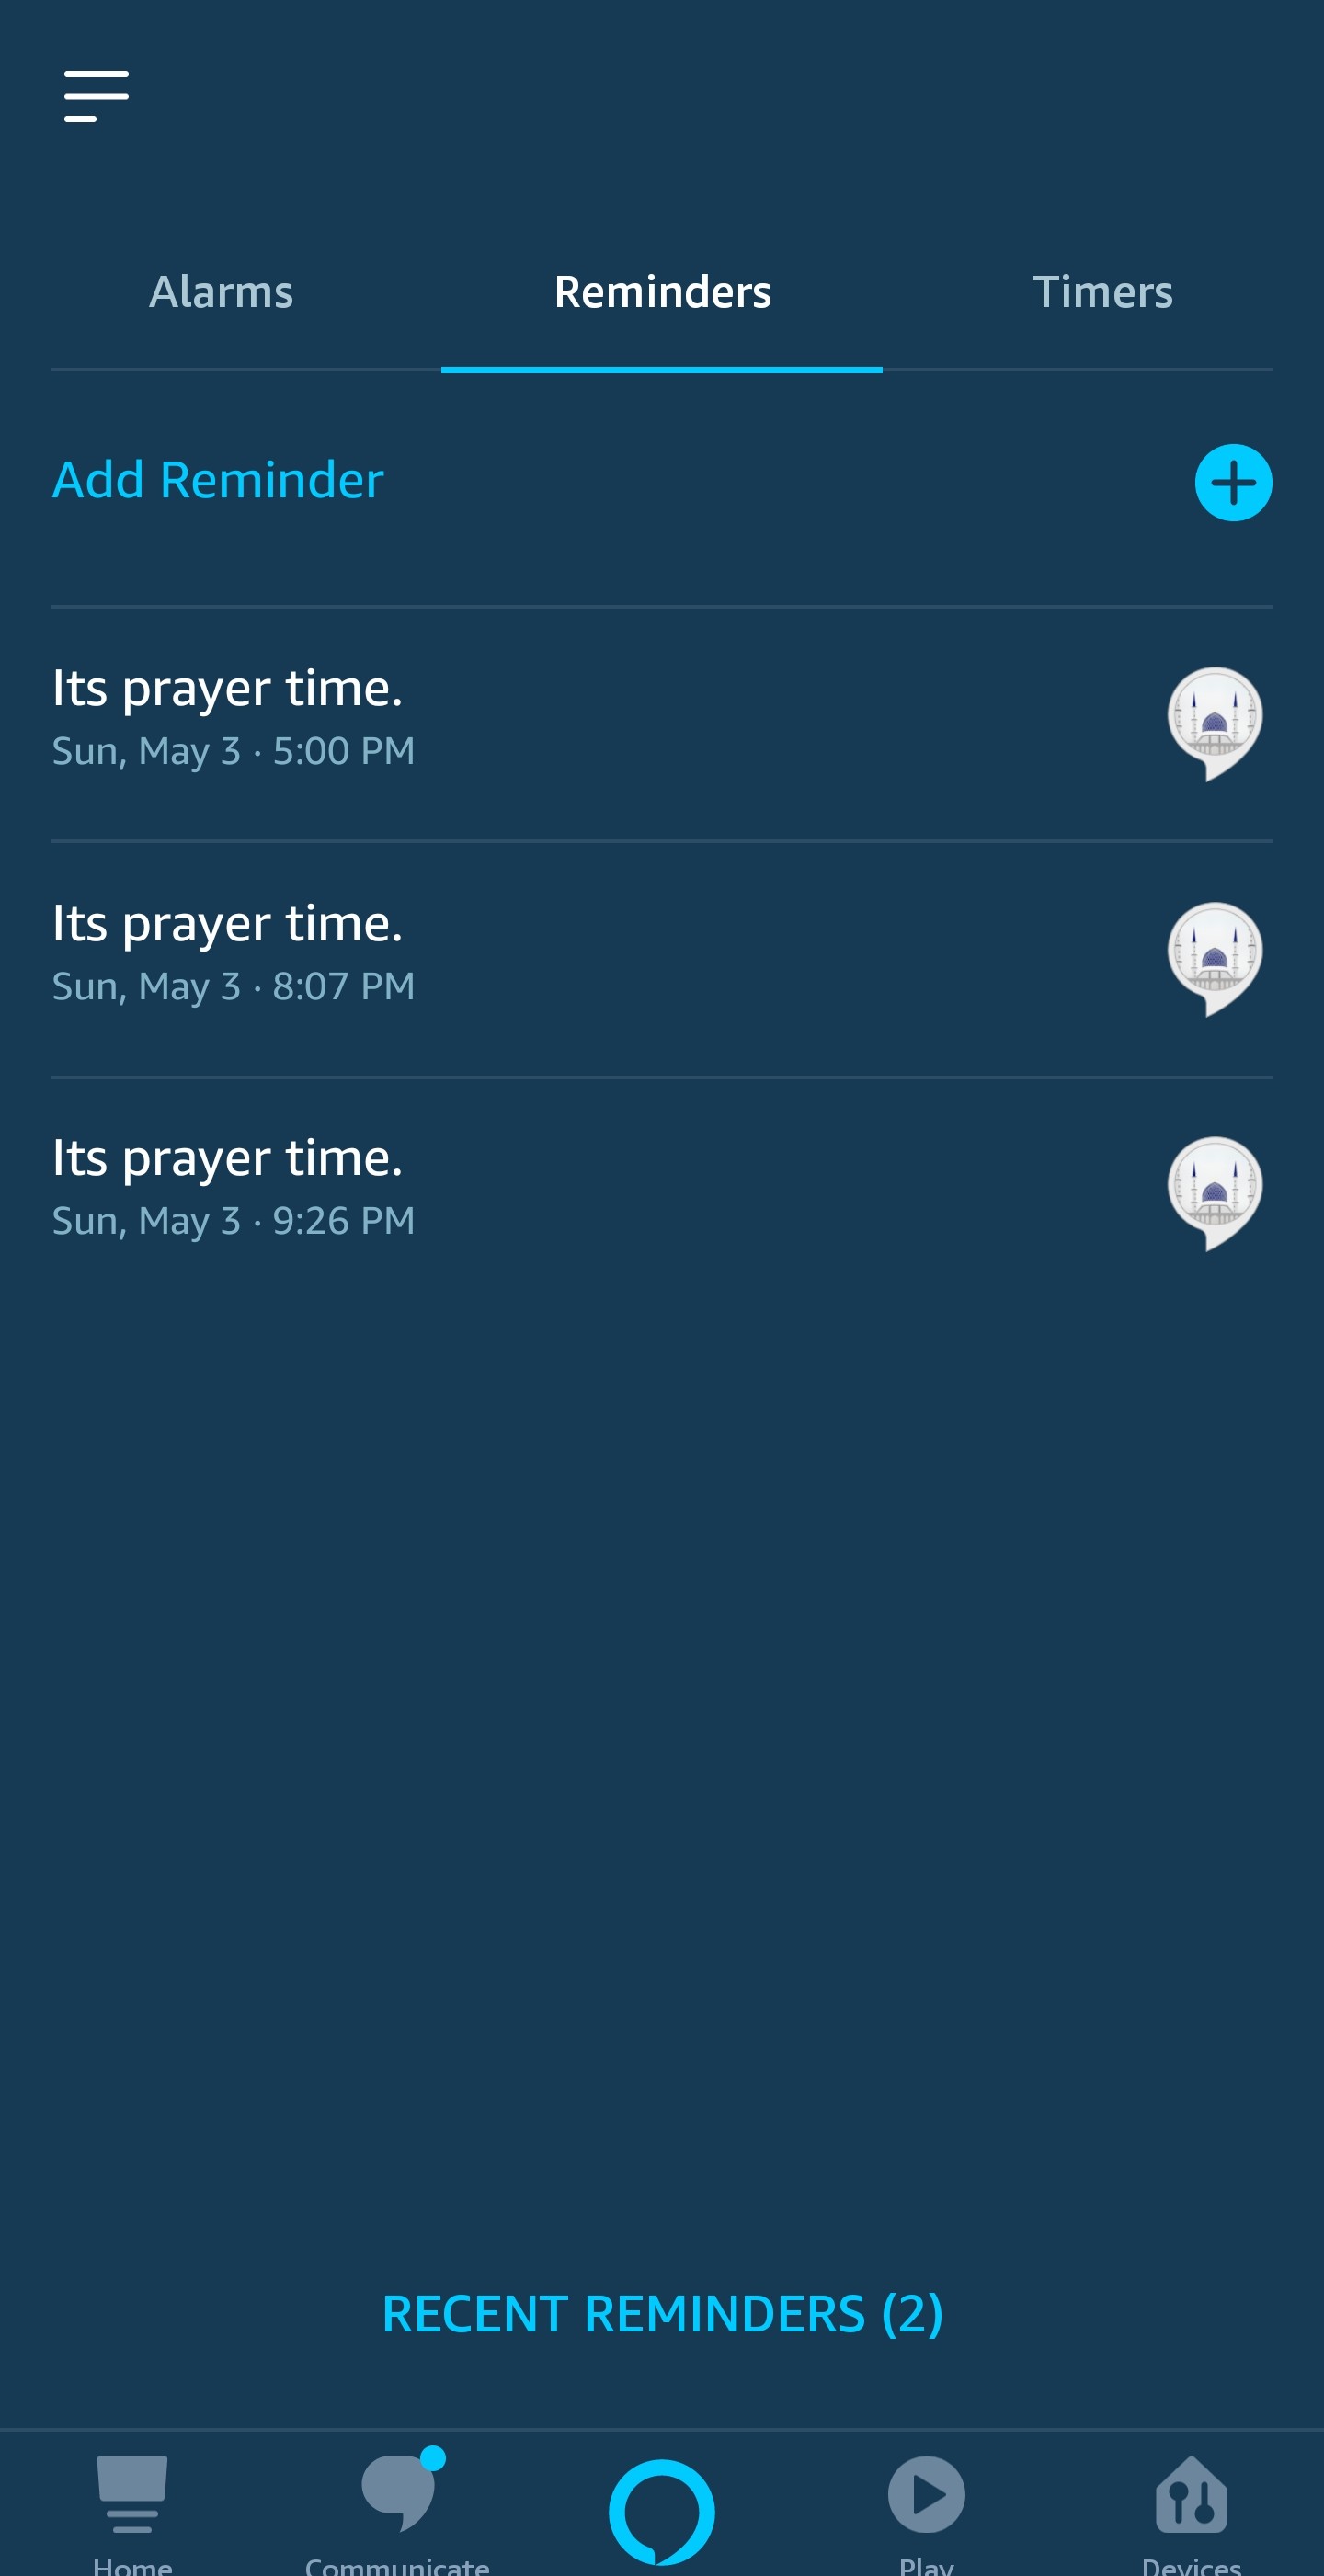 Alarms Reminders Timers
Add Reminder
Its prayer time.
Sun, May 3 · 5:00 PM
Its prayer time.
Sun, May 3 · 8:07 PM
Its prayer time.
Sun, May 3 · 9:26 PM
RECENT REMINDERS (2)
Home Communicate Play Devices